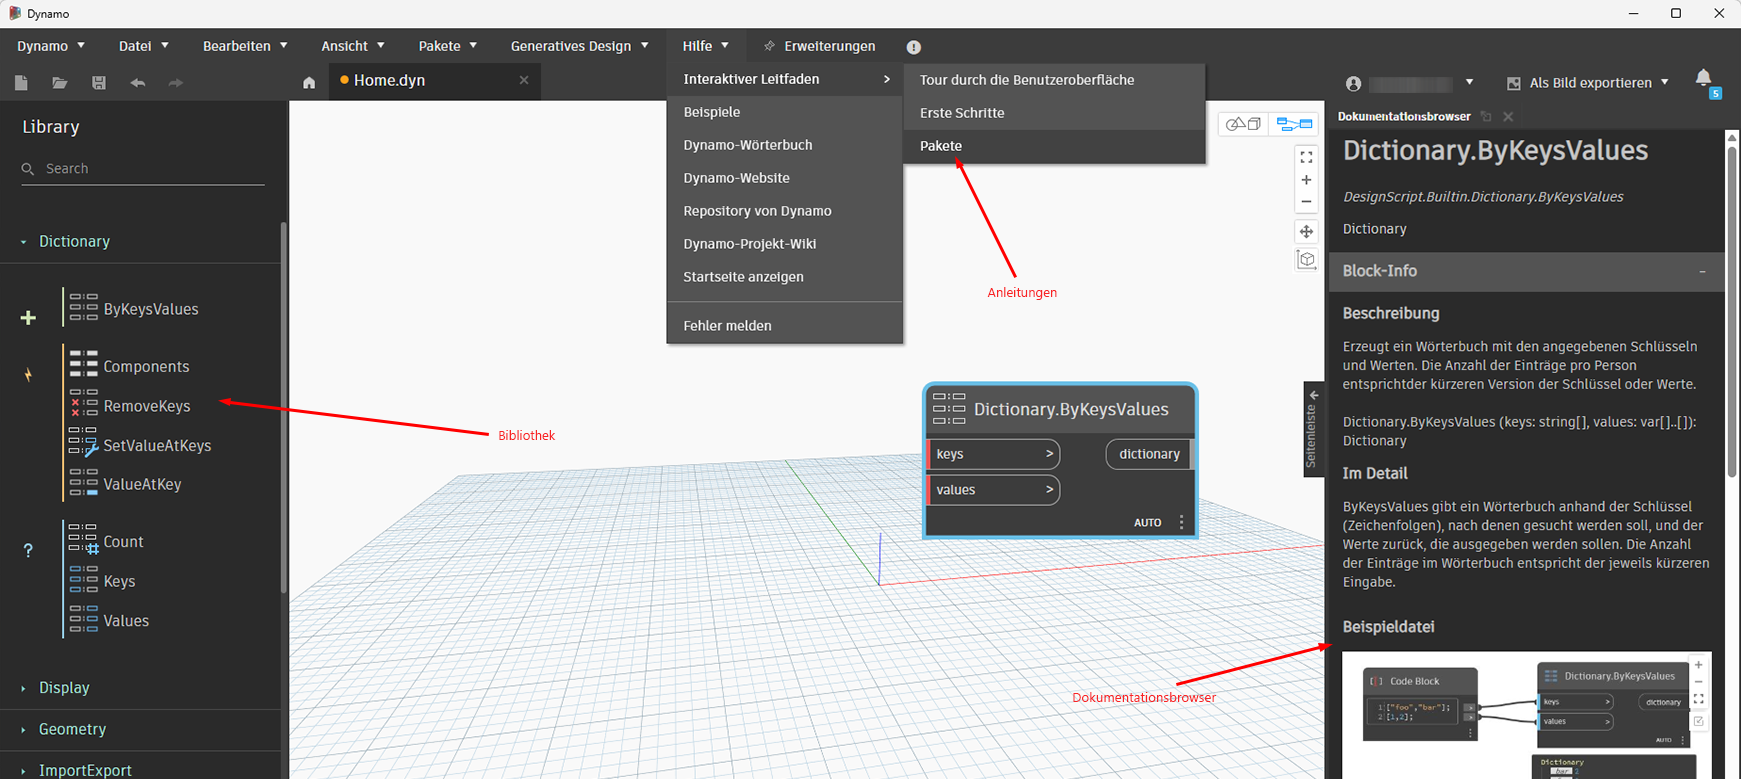 Dynamo
Dynamo Datei Bearbeiten Ansicht Pakete Generatives Design Hilfe Erweiterungen
Home.dyn
Als Bild exportieren
5
Interaktiver Leitfaden
Beispiele
Dynamo-Wörterbuch
Dynamo-Website
Repository von Dynamo
Dynamo-Projekt-Wiki
Startseite anzeigen
Fehler melden
Tour durch die Benutzeroberfläche
Erste Schritte
Pakete
Anleitungen
Library
Search
Dictionary
ByKeysValues
Components
RemoveKeys
SetValueAtKeys
ValueAtKey
Count
Keys
Values
Display
Geometry
ImportExport
Bibliothek
Dictionary.ByKeysValues
keys >
dictionary
values >
AUTO
Seitenleiste
Dokumentationsbrowser
Dokumentationsbrowser
Dictionary.ByKeysValues
DesignScript.Builtin.Dictionary.ByKeysValues
Dictionary
Block-Info
Beschreibung
Erzeugt ein Wörterbuch mit den angegebenen Schlüsseln
und Werten. Die Anzahl der Einträge pro Person
entsprichtder kürzeren Version der Schlüssel oder Werte.
Dictionary.ByKeysValues (keys: string[], values: var[]..[]):
Dictionary
Im Detail
ByKeysValues gibt ein Wörterbuch anhand der Schlüssel
(Zeichenfolgen), nach denen gesucht werden soll, und der
Werte zurück, die ausgegeben werden sollen. Die Anzahl
der Einträge im Wörterbuch entspricht der jeweils kürzeren
Eingabe.
Beispieldatei
Code Block
1 ["foo","bar"];
2 [1,2];
Dictionary.ByKeysValues
keys >
dictionary
values >
AUTO
Dictionary
bar 2